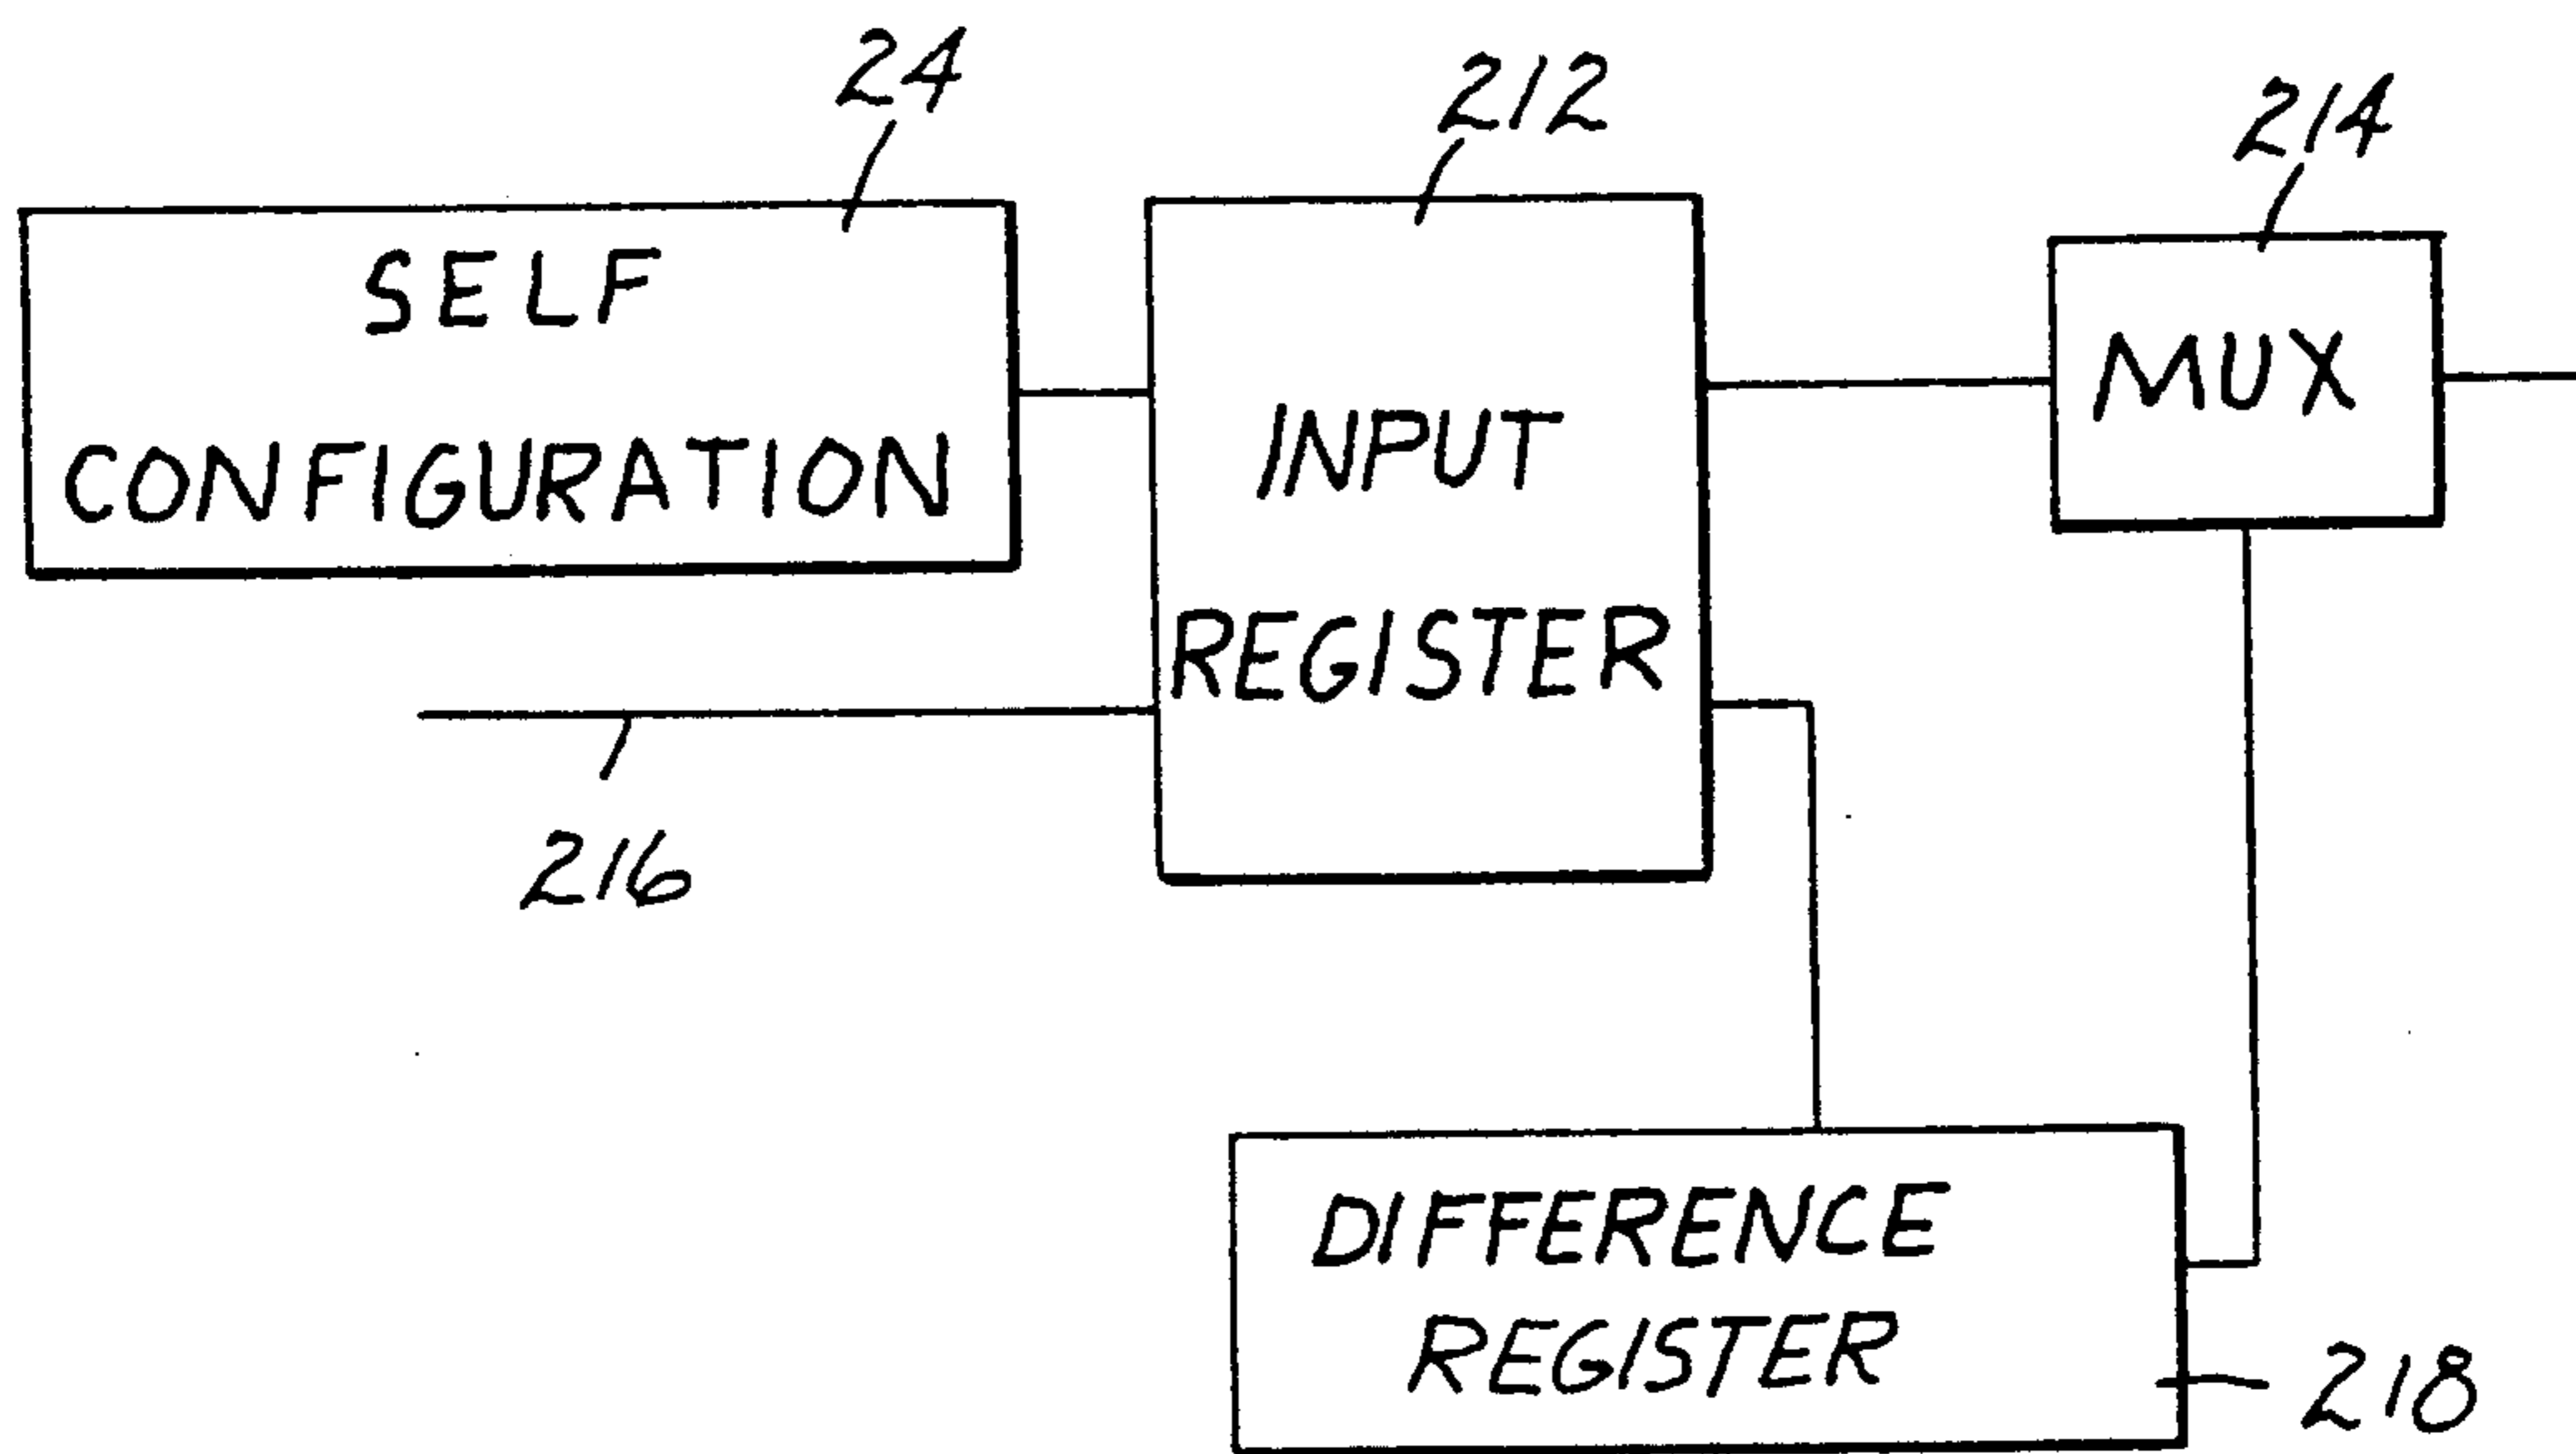 24
212
214
SELF
CONFIGURATION
INPUT
REGISTER
MUX
216
DIFFERENCE
REGISTER
218